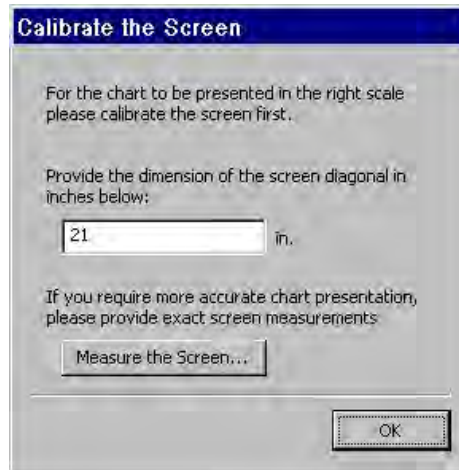 Calibrate the Screen
For the chart to be presented in the right scale
please calibrate the screen first.
Provide the dimension of the screen diagonal in
inches below:
21 in.
If you require more accurate chart presentation,
please provide exact screen measurements
Measure the Screen...
OK